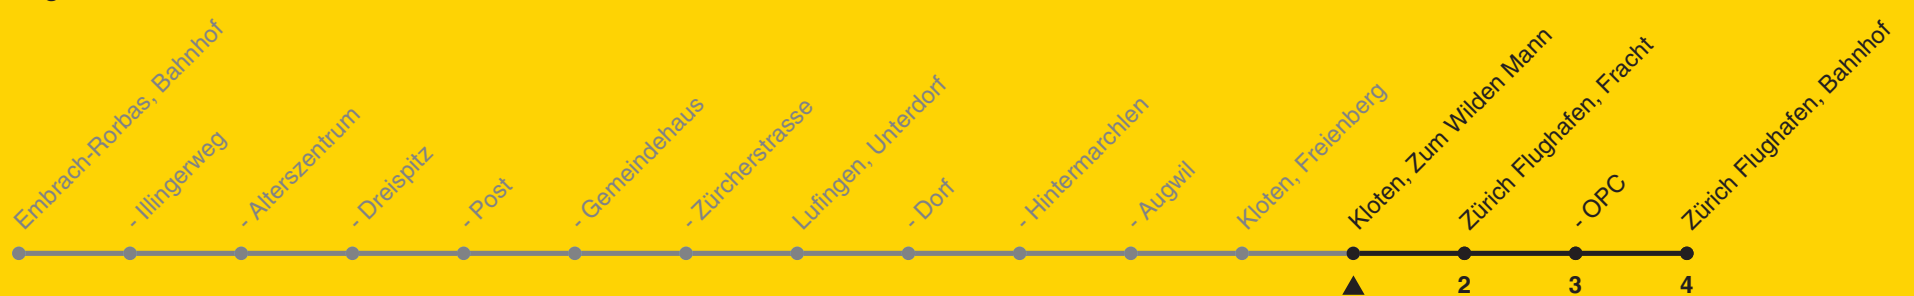 Embrach-Rorbas, Bahnhof
- Illingerweg
- Alterszentrum
- Dreispitz
- Post
- Gemeindehaus
- Zürcherstrasse
Lufingen, Unterdorf
- Dorf
- Hintermarchlen
- Augwil
Kloten, Freienberg
Kloten, Zum Wilden Mann
Zürich Flughafen, Fracht
- OPC
Zürich Flughafen, Bahnhof
2 3 4